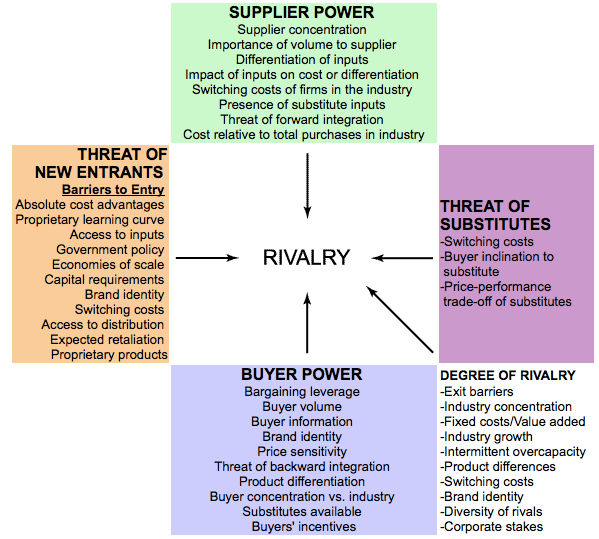 SUPPLIER POWER
Supplier concentration
Importance of volume to supplier
Differentiation of inputs
Impact of inputs on cost or differentiation
Switching costs of firms in the industry
Presence of substitute inputs
Threat of forward integration
Cost relative to total purchases in industry
THREAT OF
NEW ENTRANTS
Barriers to Entry
Absolute cost advantages
Proprietary learning curve
Access to inputs
Government policy
Economies of scale
Capital requirements
Brand identity
Switching costs
Access to distribution
Expected retaliation
Proprietary products
RIVALRY
THREAT OF
SUBSTITUTES
-Switching costs
-Buyer inclination to
substitute
-Price-performance
trade-off of substitutes
BUYER POWER
Bargaining leverage
Buyer volume
Buyer information
Brand identity
Price sensitivity
Threat of backward integration
Product differentiation
Buyer concentration vs. industry
Substitutes available
Buyers' incentives
DEGREE OF RIVALRY
-Exit barriers
-Industry concentration
-Fixed costs/Value added
-Industry growth
-Intermittent overcapacity
-Product differences
-Switching costs
-Brand identity
-Diversity of rivals
-Corporate stakes